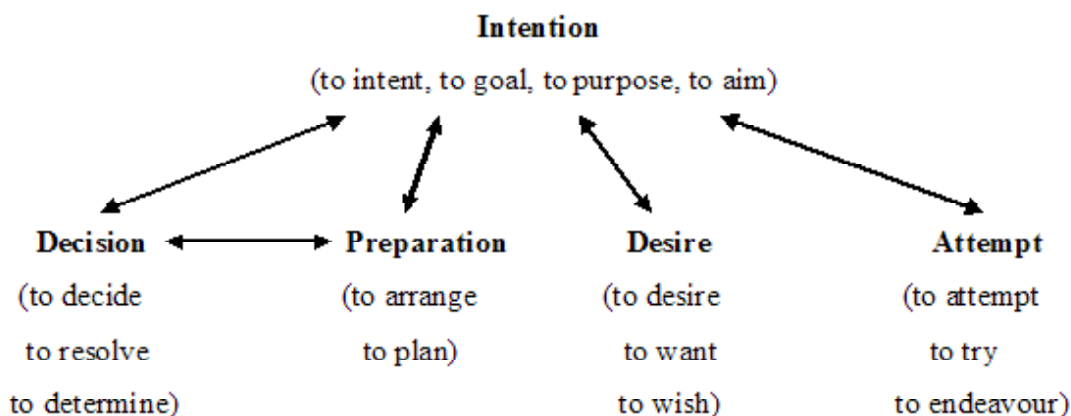 Intention
(to intent, to goal, to purpose, to aim)
Decision Preparation Desire Attempt
(to decide (to arrange (to desire (to attempt
to resolve to plan) to want to try
to determine) to wish) to endeavour)